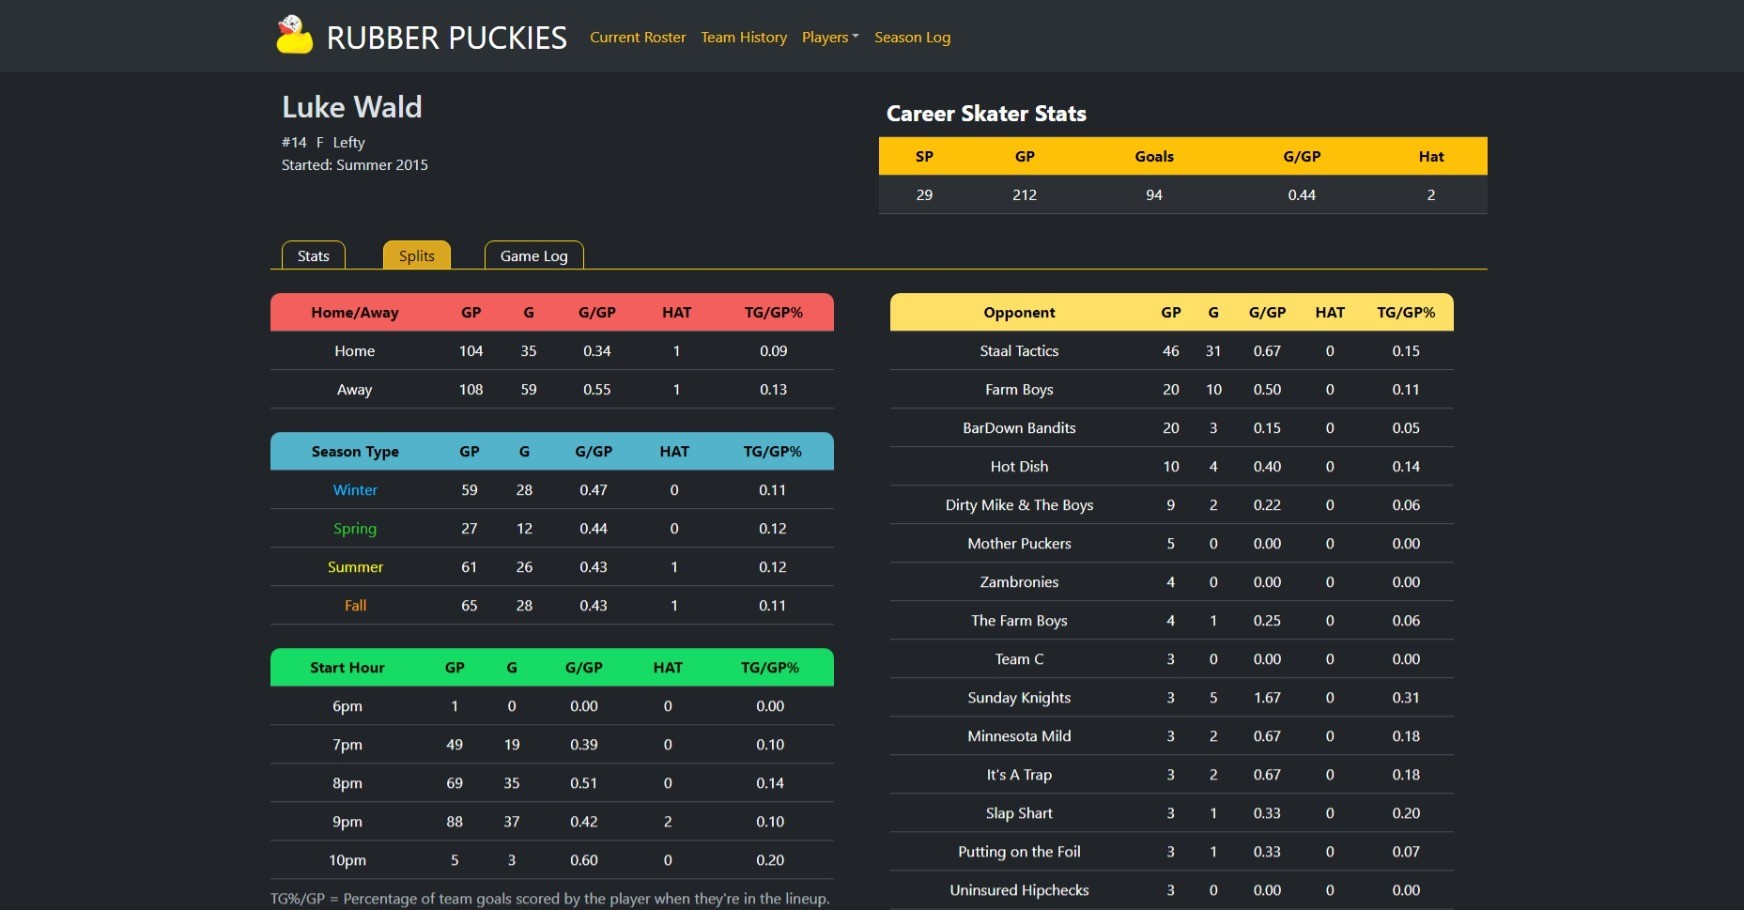 RUBBER PUCKIES Current Roster Team History Players Season Log
Luke Wald
#14 F Lefty
Started: Summer 2015
Career Skater Stats
SP GP Goals G/GP Hat
29 212 94 0.44 2
Stats Splits Game Log
Home/Away GP G G/GP HAT TG/GP%
Home 104 35 0.34 1 0.09
Away 108 59 0.55 1 0.13
Season Type GP G G/GP HAT TG/GP%
Winter 59 28 0.47 0 0.11
Spring 27 12 0.44 0 0.12
Summer 61 26 0.43 1 0.12
Fall 65 28 0.43 1 0.11
Start Hour GP G G/GP HAT TG/GP%
6pm 1 0 0.00 0 0.00
7pm 49 19 0.39 0 0.10
8pm 69 35 0.51 0 0.14
9pm 88 37 0.42 2 0.10
10pm 5 3 0.60 0 0.20
TG%/GP = Percentage of team goals scored by the player when they're in the lineup.
Opponent GP G G/GP HAT TG/GP%
Staal Tactics 46 31 0.67 0 0.15
Farm Boys 20 10 0.50 0 0.11
BarDown Bandits 20 3 0.15 0 0.05
Hot Dish 10 4 0.40 0 0.14
Dirty Mike & The Boys 9 2 0.22 0 0.06
Mother Puckers 5 0 0.00 0 0.00
Zambronies 4 0 0.00 0 0.00
The Farm Boys 4 1 0.25 0 0.06
Team C 3 0 0.00 0 0.00
Sunday Knights 3 5 1.67 0 0.31
Minnesota Mild 3 2 0.67 0 0.18
It's A Trap 3 2 0.67 0 0.18
Slap Shart 3 1 0.33 0 0.20
Putting on the Foil 3 1 0.33 0 0.07
Uninsured Hipchecks 3 0 0.00 0 0.00